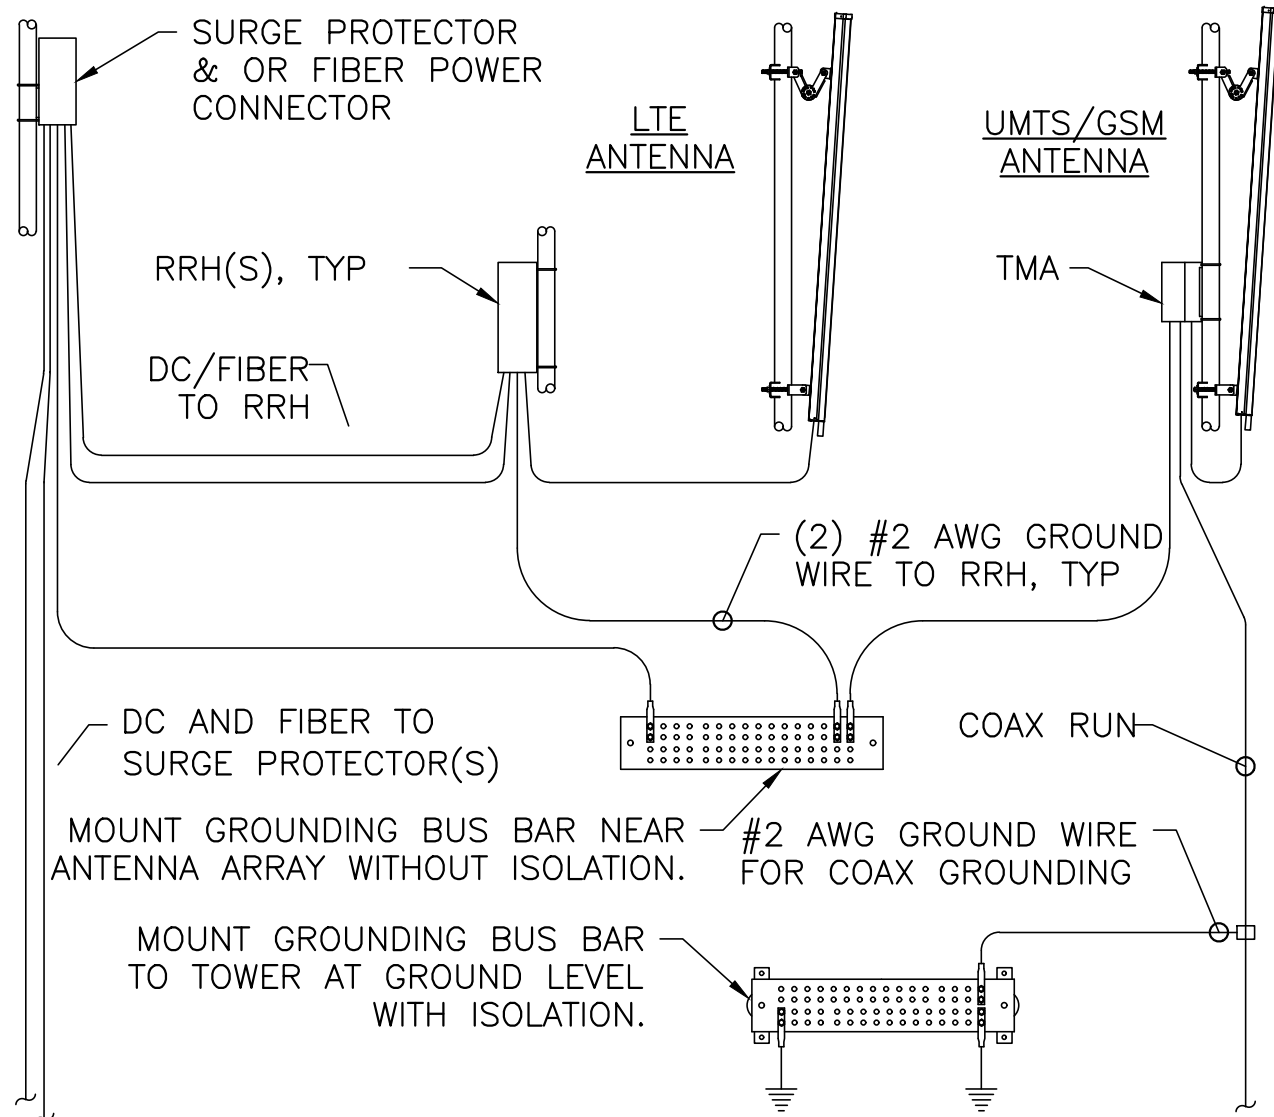 SURGE PROTECTOR
& OR FIBER POWER
CONNECTOR
LTE
ANTENNA
UMTS/GSM
ANTENNA
RRH(S), TYP
TMA
DC/FIBER
TO RRH
(2) #2 AWG GROUND
WIRE TO RRH, TYP
DC AND FIBER TO
SURGE PROTECTOR(S)
COAX RUN
MOUNT GROUNDING BUS BAR NEAR
ANTENNA ARRAY WITHOUT ISOLATION.
#2 AWG GROUND WIRE
FOR COAX GROUNDING
MOUNT GROUNDING BUS BAR
TO TOWER AT GROUND LEVEL
WITH ISOLATION.